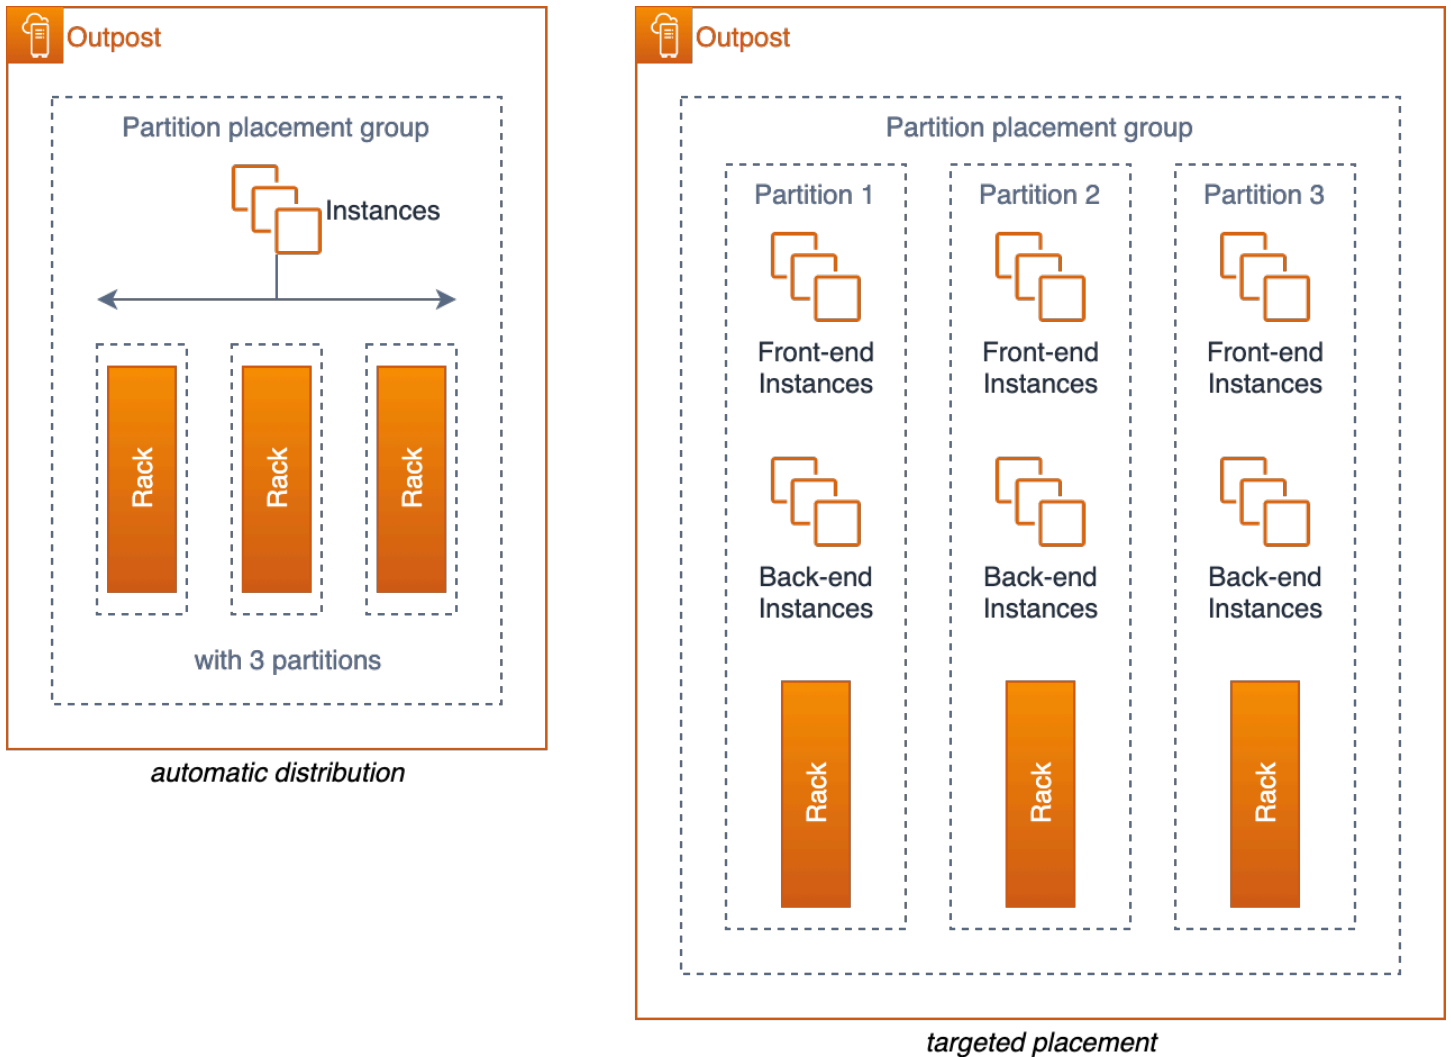 Outpost
Partition placement group
Instances
Rack
Rack
Rack
with 3 partitions
automatic distribution
Outpost
Partition placement group
Partition 1
Partition 2
Partition 3
Front-end
Instances
Front-end
Instances
Front-end
Instances
Back-end
Instances
Back-end
Instances
Back-end
Instances
Rack
Rack
Rack
targeted placement